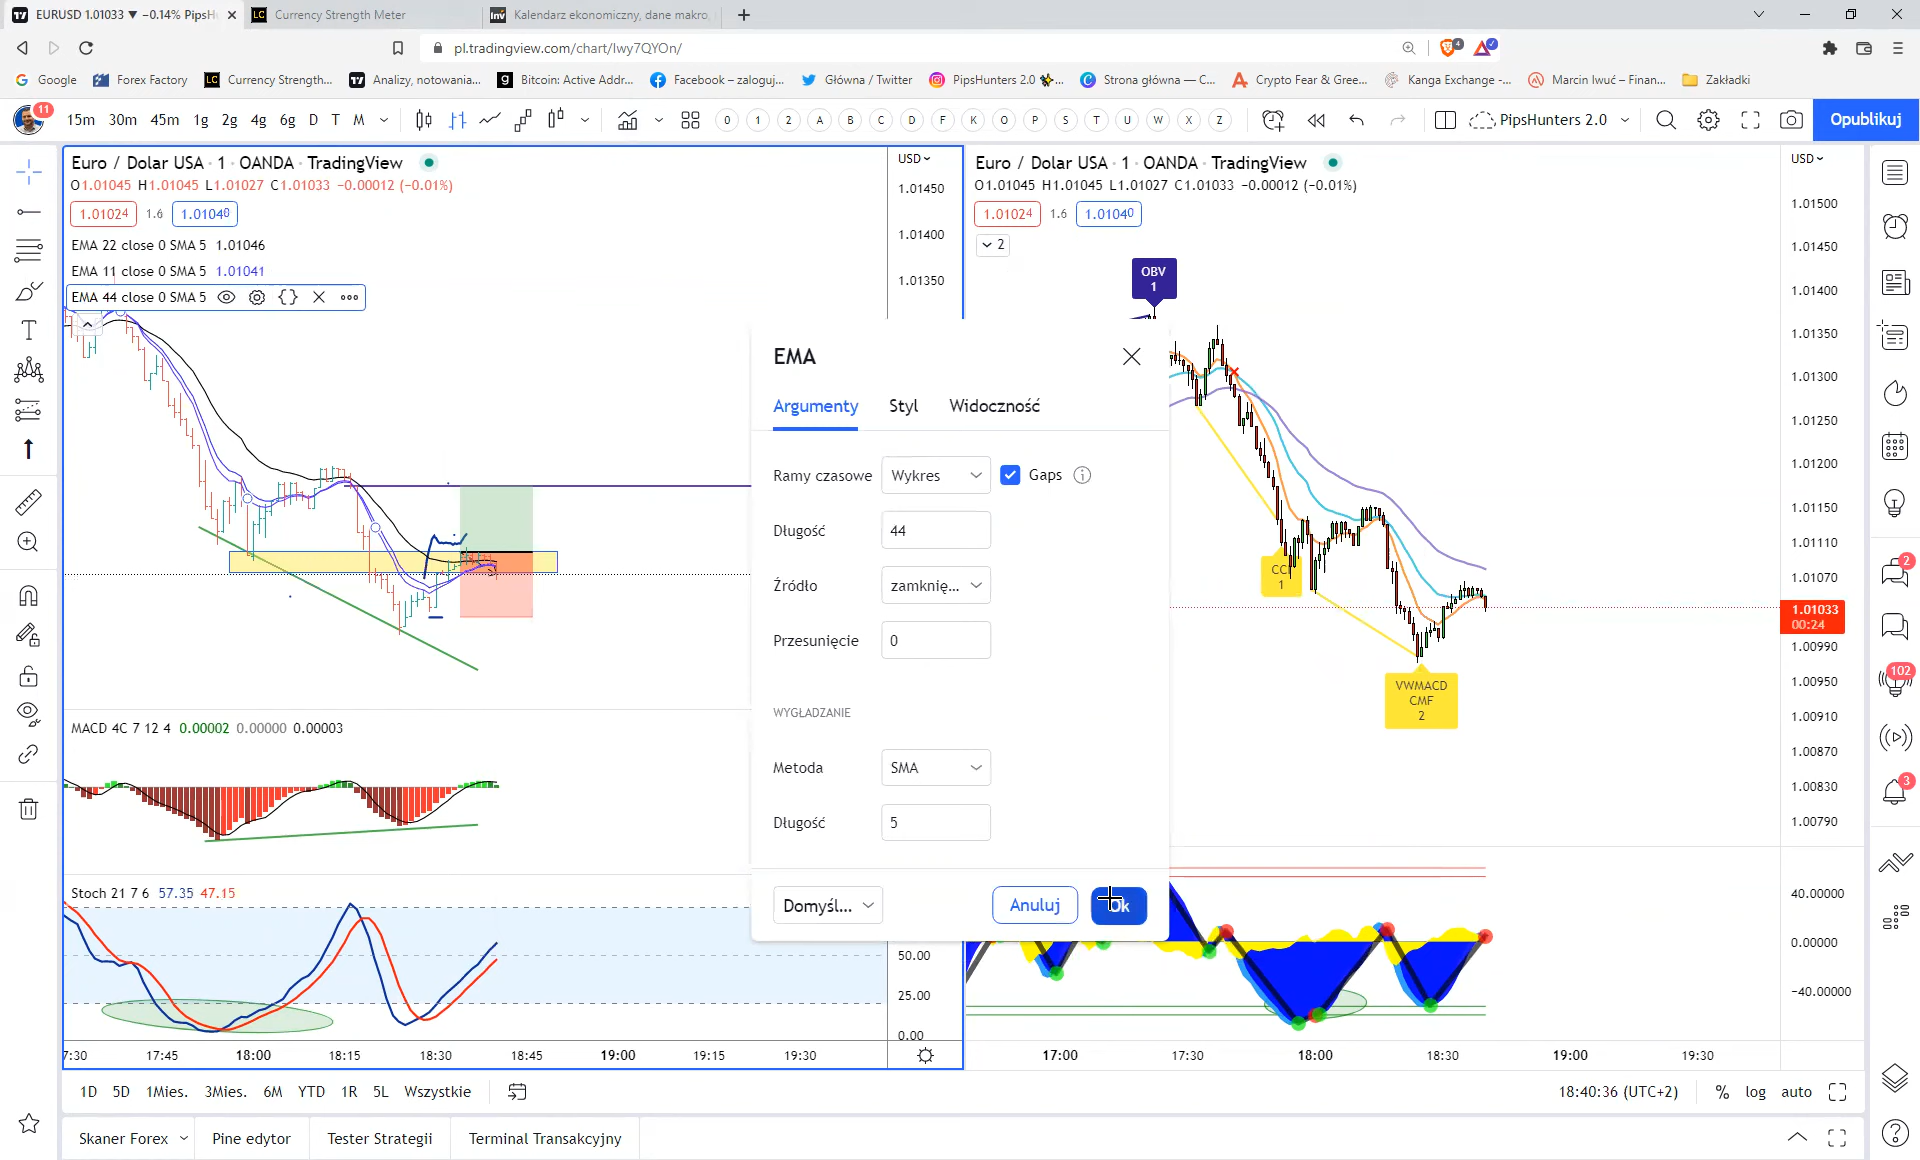 EURUSD 1.01033 ▼ −0.14% PipsH
Currency Strength Meter
Kalendarz ekonomiczny, dane makro,
pl.tradingview.com/chart/Iwy7QYOn/
4
Google
Forex Factory
Currency Strength...
Analizy, notowania...
Bitcoin: Active Addr...
Facebook – zaloguj...
Główna / Twitter
PipsHunters 2.0
Strona główna — C...
Crypto Fear & Gree...
Kanga Exchange -...
Marcin Iwuć – Finan...
Zakładki
11
15m 30m 45m 1g 2g 4g 6g D T M
0 1 2 A B C D F K O P S T U W X Z
PipsHunters 2.0
Opublikuj
Euro / Dolar USA · 1 · OANDA · TradingView
USD
O1.01045 H1.01045 L1.01027 C1.01033 −0.00012 (−0.01%)
1.01024 1.6 1.01040
EMA 22 close 0 SMA 5 1.01046
EMA 11 close 0 SMA 5 1.01041
EMA 44 close 0 SMA 5
1.01450
1.01400
1.01350
MACD 4C 7 12 4 0.00002 0.00000 0.00003
Stoch 21 7 6 57.35 47.15
50.00
25.00
0.00
7:30 17:45 18:00 18:15 18:30 18:45 19:00 19:15 19:30
Euro / Dolar USA · 1 · OANDA · TradingView
USD
O1.01045 H1.01045 L1.01027 C1.01033 −0.00012 (−0.01%)
1.01024 1.6 1.01040
2
OBV
1
CCI
1
VWMACD
CMF
2
1.01500
1.01450
1.01400
1.01350
1.01300
1.01250
1.01200
1.01150
1.01110
1.01070
1.01033
00:24
1.00990
1.00950
1.00910
1.00870
1.00830
1.00790
40.00000
0.00000
−40.00000
17:00 17:30 18:00 18:30 19:00 19:30
EMA
Argumenty Styl Widoczność
Ramy czasowe Wykres Gaps
Długość 44
Źródło zamknię...
Przesunięcie 0
WYGŁADZANIE
Metoda SMA
Długość 5
Domyśl... Anuluj Ok
2
102
3
1D 5D 1Mies. 3Mies. 6M YTD 1R 5L Wszystkie
18:40:36 (UTC+2) % log auto
Skaner Forex Pine edytor Tester Strategii Terminal Transakcyjny